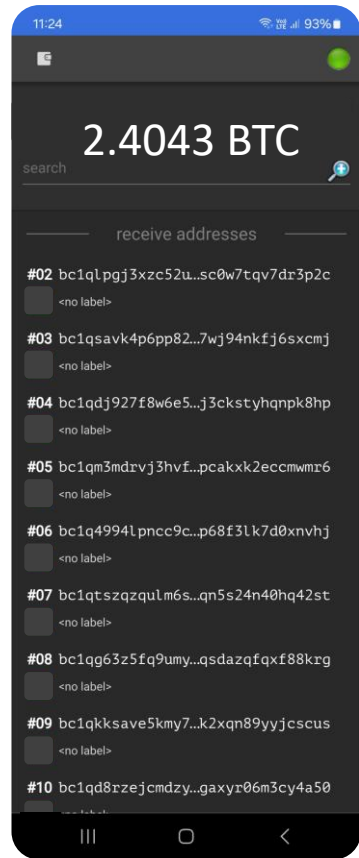 11:24 VoD LTE 93%
2.4043 BTC
search
receive addresses
#02 bc1qlpgj3xzc52u...sc0w7tqv7dr3p2c
<no label>
#03 bc1qsavk4p6pp82...7wj94nkfj6sxcmj
<no label>
#04 bc1qdj927f8w6e5...j3ckstyhqnpk8hp
<no label>
#05 bc1qm3mdrvj3hvf...pcakxk2eccmwmr6
<no label>
#06 bc1q4994lpncc9c...p68f3lk7d0xnvhj
<no label>
#07 bc1qtszqzqulm6s...qn5s24n40hq42st
<no label>
#08 bc1qg63z5fq9umy...qsdazqfqxf88krg
<no label>
#09 bc1qkksave5kmy7...k2xqn89yyjcscus
<no label>
#10 bc1qd8rzejcmdzy...gaxyr06m3cy4a50